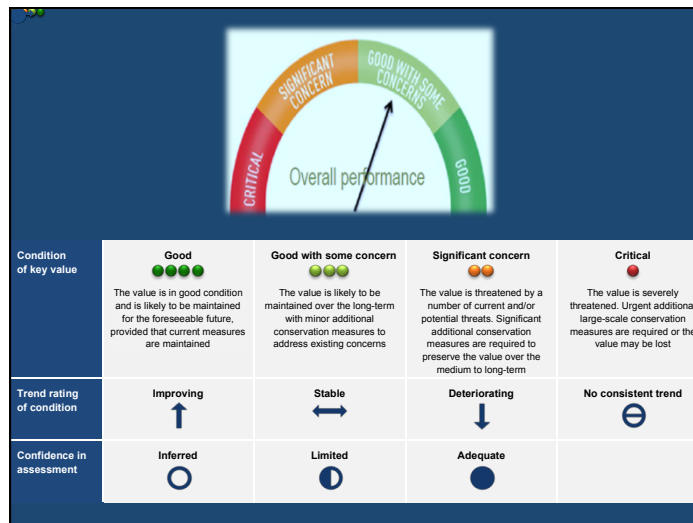 CRITICAL
SIGNIFICANT
CONCERN
GOOD WITH SOME
CONCERNS
GOOD
Overall performance
Condition
of key value
Good
The value is in good condition
and is likely to be maintained
for the foreseeable future,
provided that current measures
are maintained
Good with some concern
The value is likely to be
maintained over the long-term
with minor additional
conservation measures to
address existing concerns
Significant concern
The value is threatened by a
number of current and/or
potential threats. Significant
additional conservation
measures are required to
preserve the value over the
medium to long-term
Critical
The value is severely
threatened. Urgent additional
large-scale conservation
measures are required or the
value may be lost
Trend rating
of condition
Improving
Stable
Deteriorating
No consistent trend
Confidence in
assessment
Inferred
Limited
Adequate